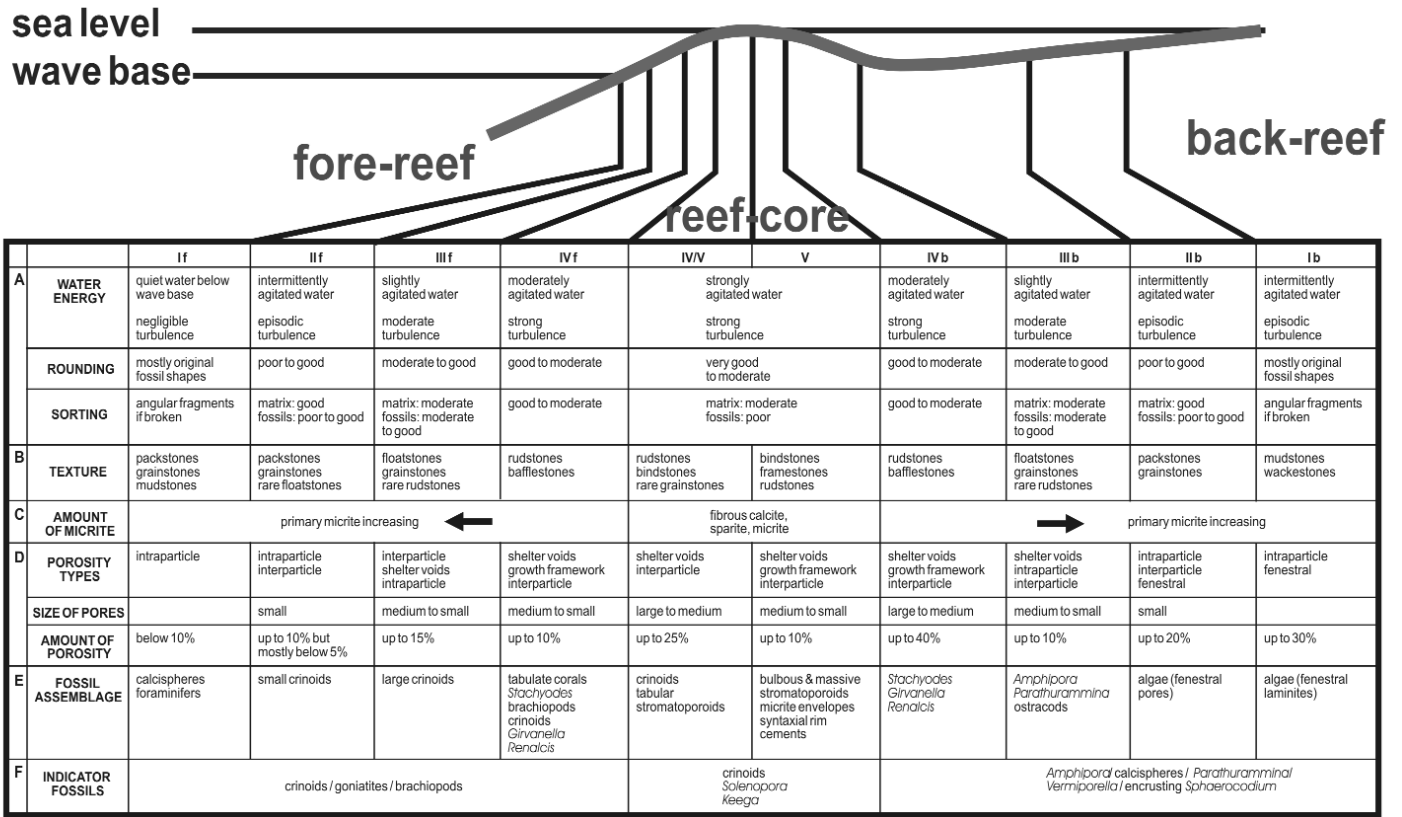 sea level
wave base
fore-reef
back-reef
reef-core
I f
II f
III f
IV f
IV/V
V
IV b
III b
II b
I b
A
WATER
ENERGY
quiet water below
wave base
negligible
turbulence
intermittently
agitated water
episodic
turbulence
slightly
agitated water
moderate
turbulence
moderately
agitated water
strong
turbulence
strongly
agitated water
strong
turbulence
moderately
agitated water
strong
turbulence
slightly
agitated water
moderate
turbulence
intermittently
agitated water
episodic
turbulence
intermittently
agitated water
episodic
turbulence
ROUNDING
mostly original
fossil shapes
poor to good
moderate to good
good to moderate
very good
to moderate
good to moderate
moderate to good
poor to good
mostly original
fossil shapes
SORTING
angular fragments
if broken
matrix: good
fossils: poor to good
matrix: moderate
fossils: moderate
to good
good to moderate
matrix: moderate
fossils: poor
good to moderate
matrix: moderate
fossils: moderate
to good
matrix: good
fossils: poor to good
angular fragments
if broken
B
TEXTURE
packstones
grainstones
mudstones
packstones
grainstones
rare floatstones
floatstones
grainstones
rare rudstones
rudstones
bafflestones
rudstones
bindstones
rare grainstones
bindstones
framestones
rudstones
rudstones
bafflestones
floatstones
grainstones
rare rudstones
packstones
grainstones
mudstones
wackestones
C
AMOUNT
OF MICRITE
primary micrite increasing
fibrous calcite,
sparite, micrite
primary micrite increasing
D
POROSITY
TYPES
intraparticle
intraparticle
interparticle
interparticle
shelter voids
intraparticle
shelter voids
growth framework
interparticle
shelter voids
interparticle
shelter voids
growth framework
interparticle
shelter voids
growth framework
interparticle
shelter voids
intraparticle
interparticle
intraparticle
interparticle
fenestral
intraparticle
fenestral
SIZE OF PORES
small
medium to small
medium to small
large to medium
medium to small
large to medium
medium to small
small
AMOUNT OF
POROSITY
below 10%
up to 10% but
mostly below 5%
up to 15%
up to 10%
up to 25%
up to 10%
up to 40%
up to 10%
up to 20%
up to 30%
E
FOSSIL
ASSEMBLAGE
calcispheres
foraminifers
small crinoids
large crinoids
tabulate corals
Stachyodes
brachiopods
crinoids
Girvanella
Renalcis
crinoids
tabular
stromatoporoids
bulbous & massive
stromatoporoids
micrite envelopes
syntaxial rim
cements
Stachyodes
Girvanella
Renalcis
Amphipora
Parathurammina
ostracods
algae (fenestral
pores)
algae (fenestral
laminites)
F
INDICATOR
FOSSILS
crinoids / goniatites / brachiopods
crinoids
Solenopora
Keega
Amphipora/ calcispheres / Parathurammina/
Vermiporella / encrusting Sphaerocodium